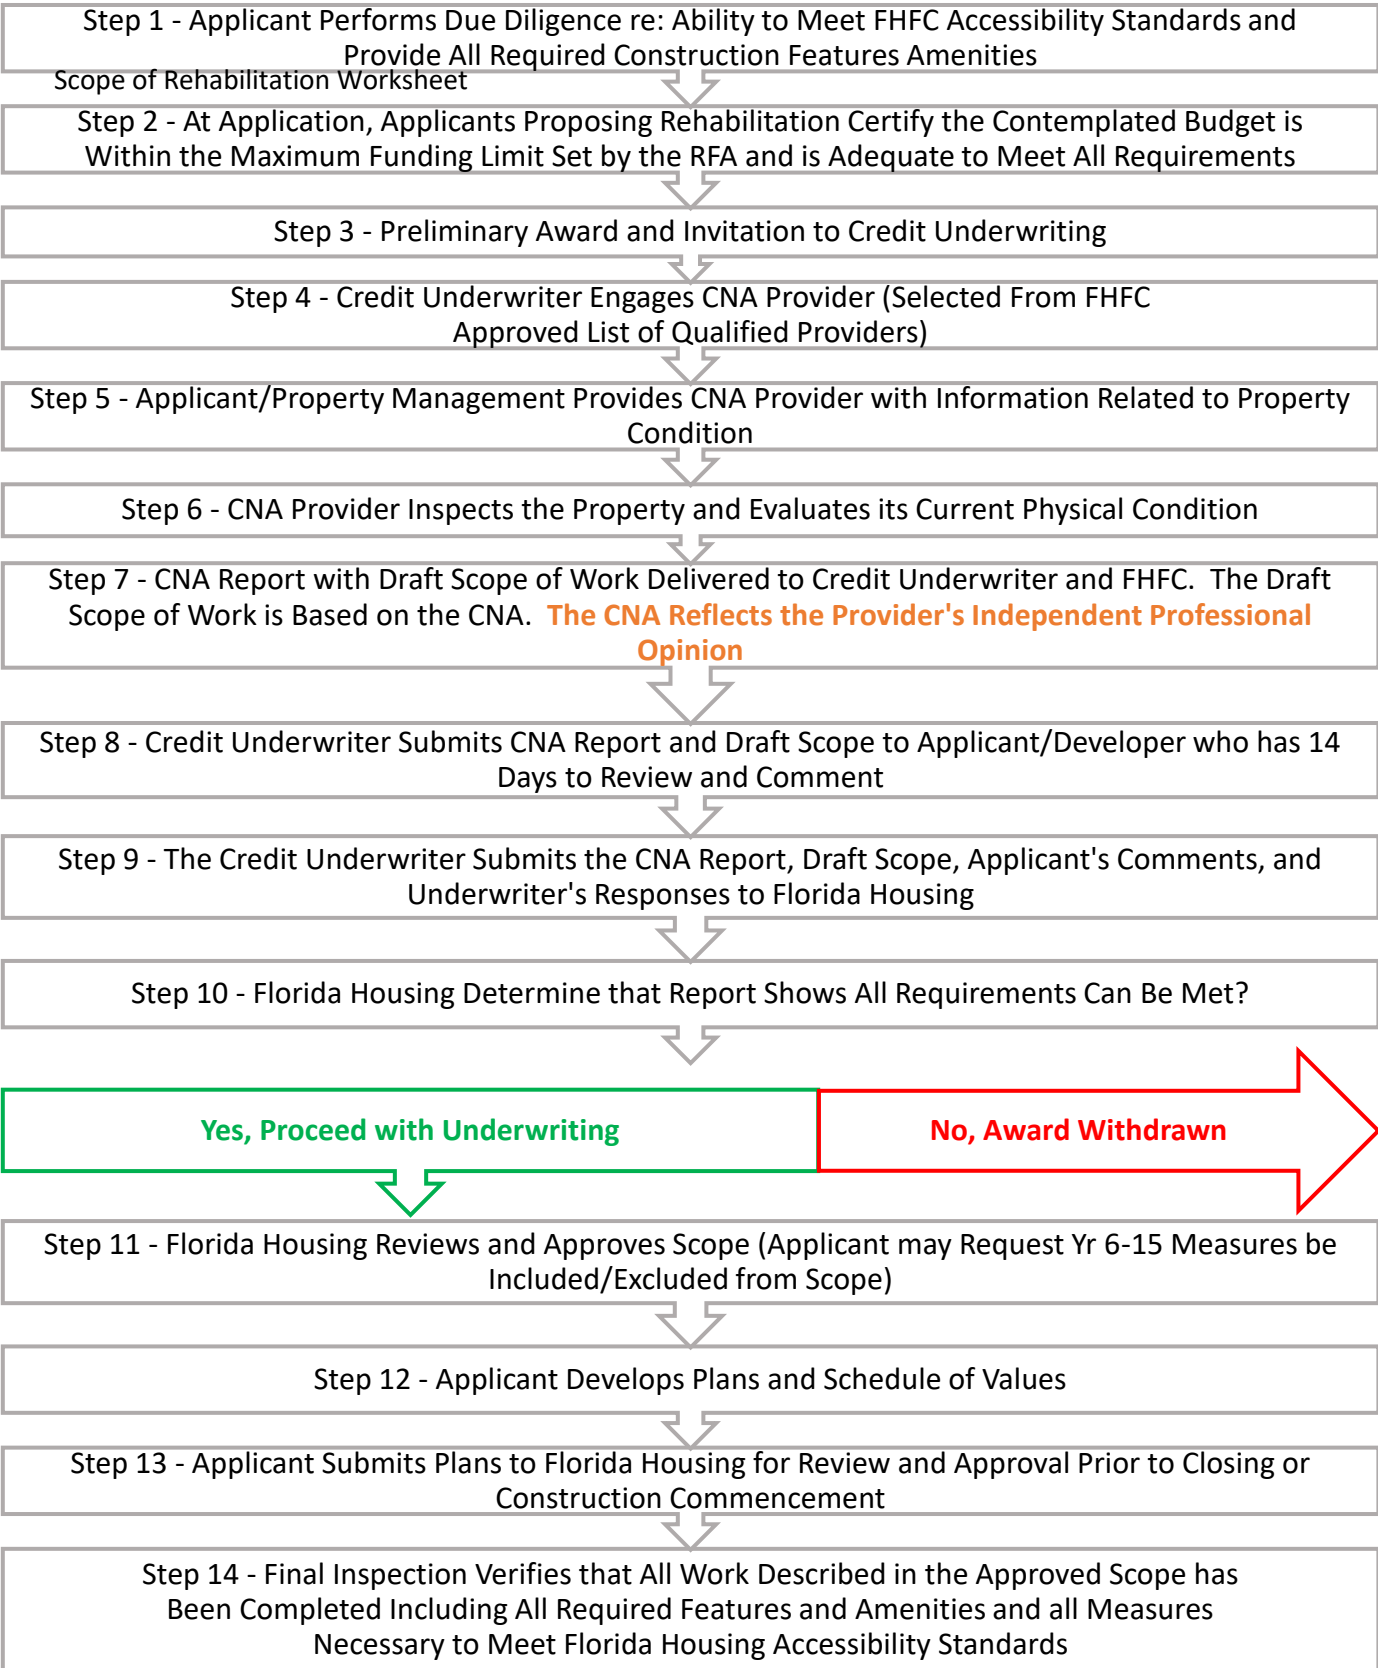 Step 1 - Applicant Performs Due Diligence re: Ability to Meet FHFC Accessibility Standards and
Provide All Required Construction Features Amenities
Scope of Rehabilitation Worksheet
Step 2 - At Application, Applicants Proposing Rehabilitation Certify the Contemplated Budget is
Within the Maximum Funding Limit Set by the RFA and is Adequate to Meet All Requirements
Step 3 - Preliminary Award and Invitation to Credit Underwriting
Step 4 - Credit Underwriter Engages CNA Provider (Selected From FHFC
Approved List of Qualified Providers)
Step 5 - Applicant/Property Management Provides CNA Provider with Information Related to Property
Condition
Step 6 - CNA Provider Inspects the Property and Evaluates its Current Physical Condition
Step 7 - CNA Report with Draft Scope of Work Delivered to Credit Underwriter and FHFC.  The Draft
Scope of Work is Based on the CNA.  The CNA Reflects the Provider's Independent Professional
Opinion
Step 8 - Credit Underwriter Submits CNA Report and Draft Scope to Applicant/Developer who has 14
Days to Review and Comment
Step 9 - The Credit Underwriter Submits the CNA Report, Draft Scope, Applicant's Comments, and
Underwriter's Responses to Florida Housing
Step 10 - Florida Housing Determine that Report Shows All Requirements Can Be Met?
Yes, Proceed with Underwriting
No, Award Withdrawn
Step 11 - Florida Housing Reviews and Approves Scope (Applicant may Request Yr 6-15 Measures be
Included/Excluded from Scope)
Step 12 - Applicant Develops Plans and Schedule of Values
Step 13 - Applicant Submits Plans to Florida Housing for Review and Approval Prior to Closing or
Construction Commencement
Step 14 - Final Inspection Verifies that All Work Described in the Approved Scope has
Been Completed Including All Required Features and Amenities and all Measures
Necessary to Meet Florida Housing Accessibility Standards